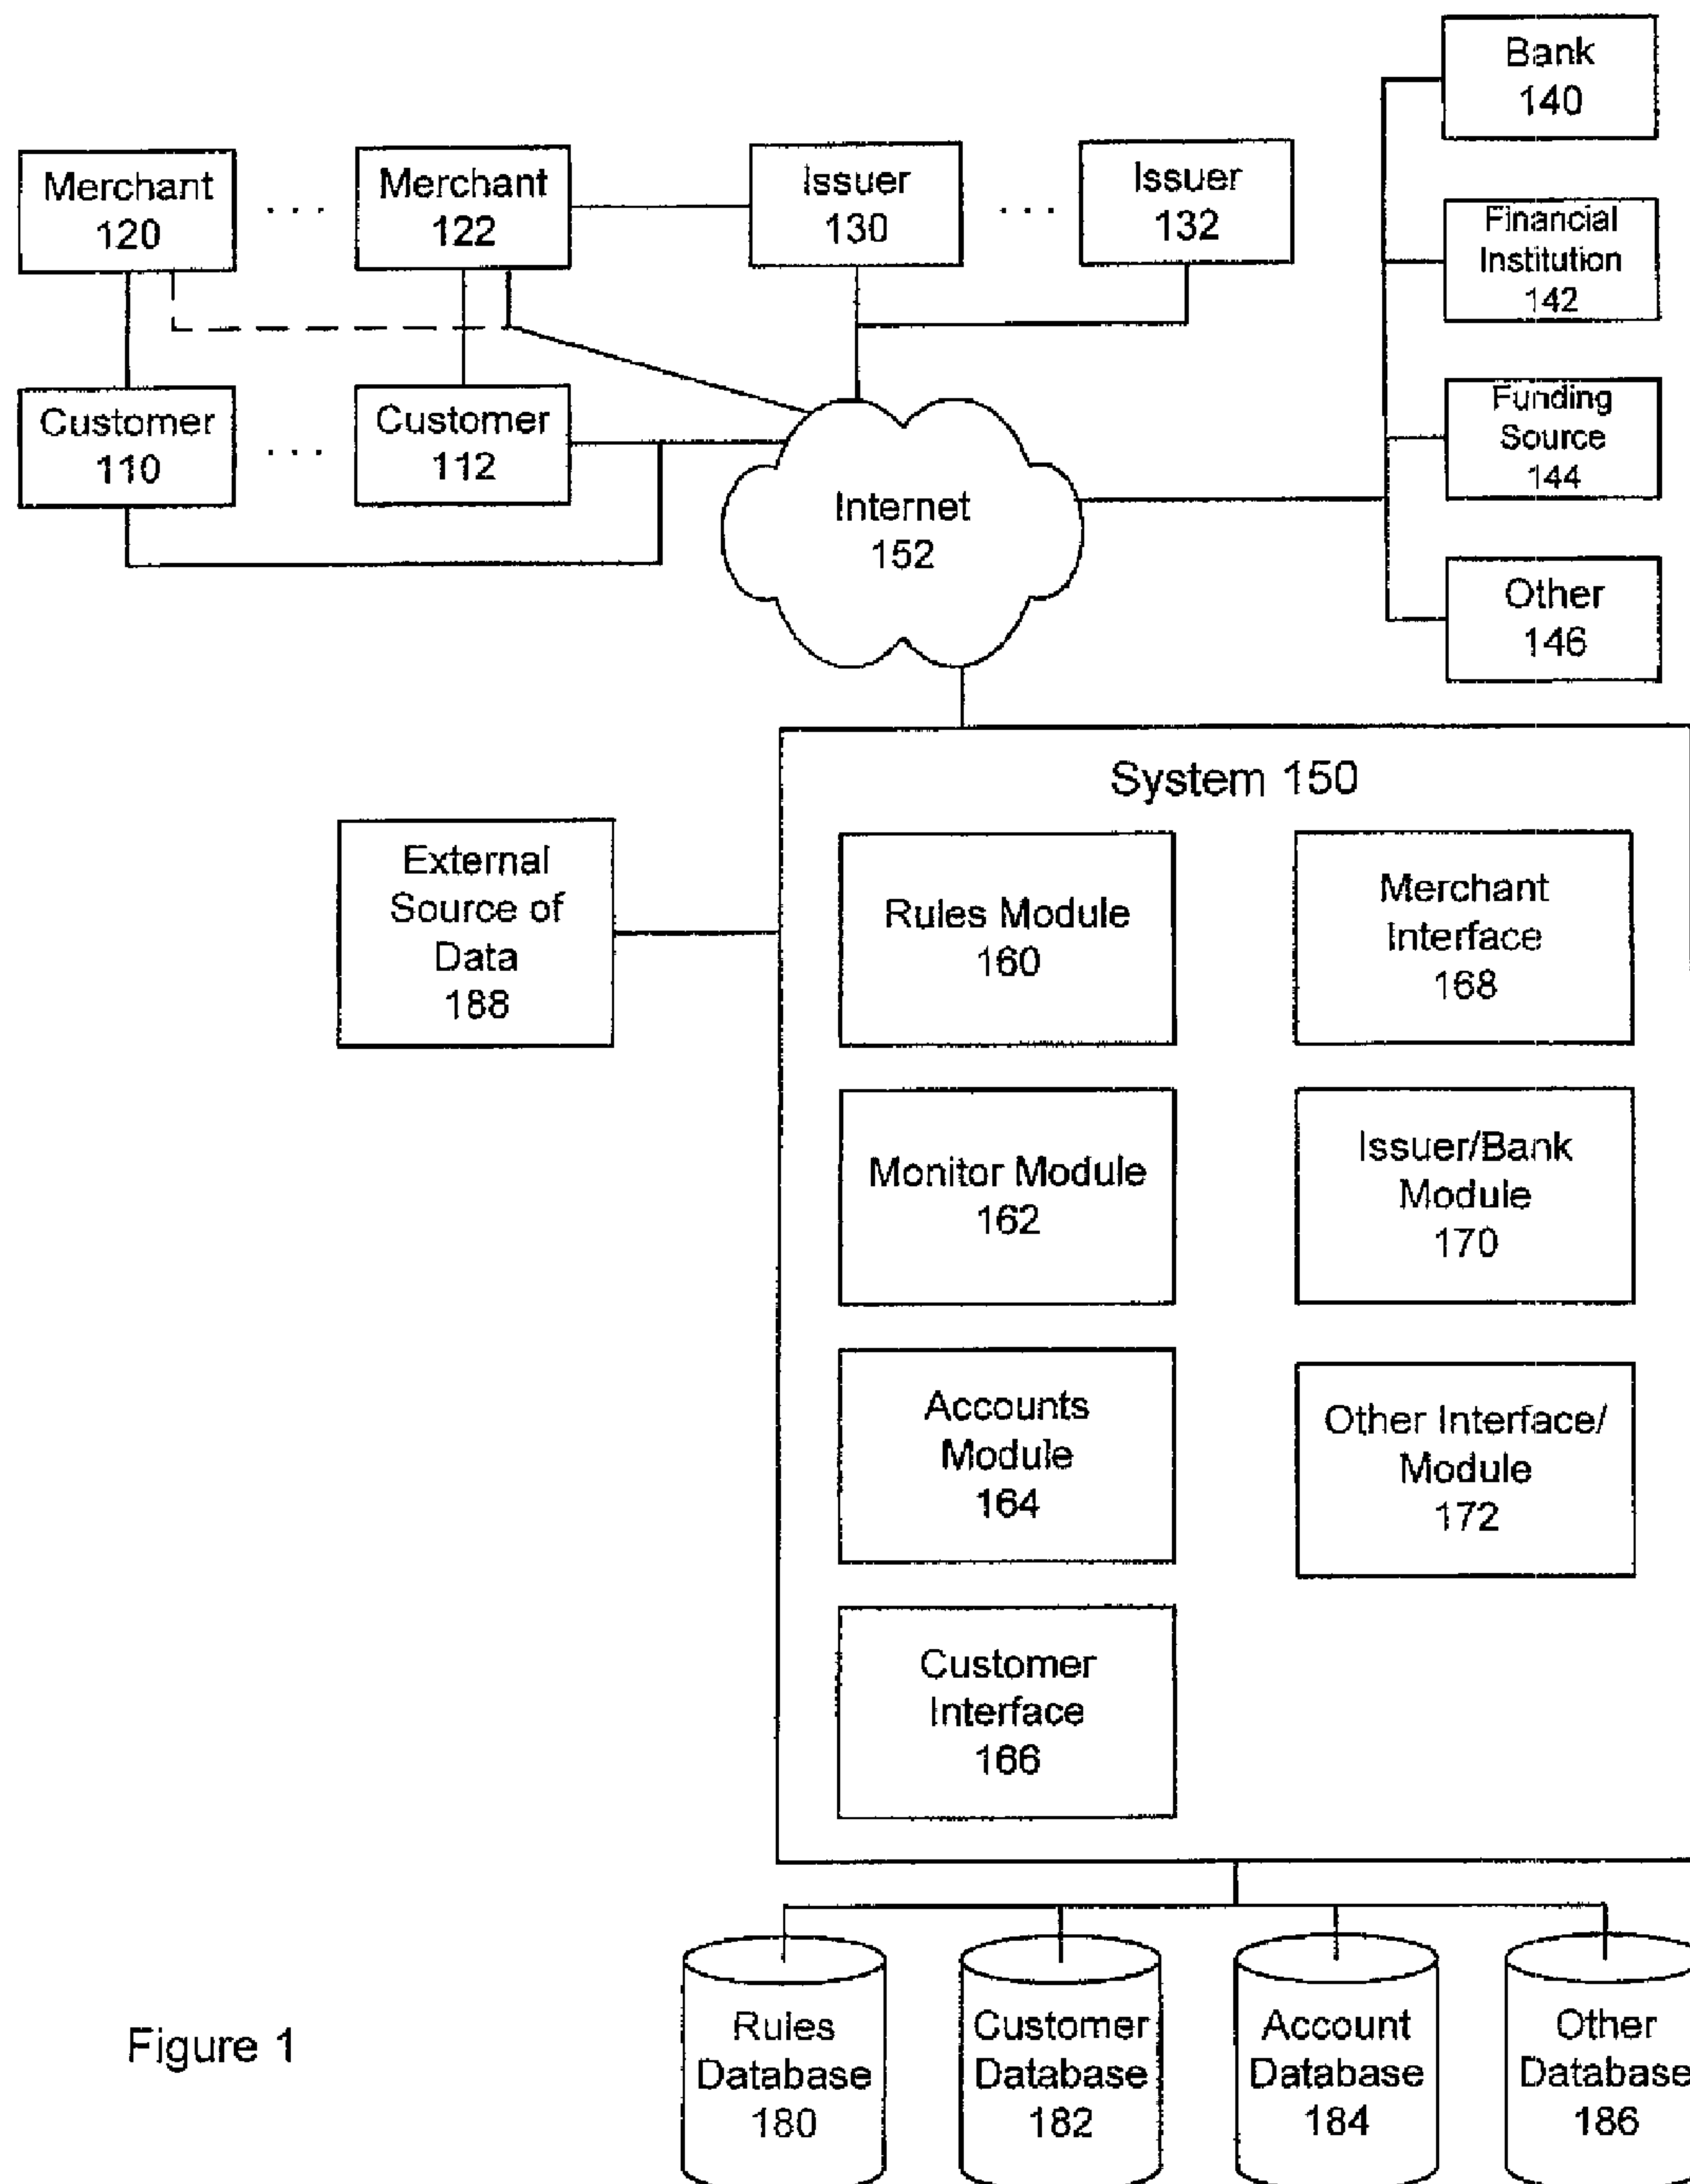 Bank
140
Merchant
120
. . .
Merchant
122
Issuer
130
. . .
Issuer
132
Financial
Institution
142
Customer
110
. . .
Customer
112
Funding
Source
144
Internet
152
Other
146
System 150
External
Source of
Data
188
Rules Module
160
Merchant
Interface
168
Monitor Module
162
Issuer/Bank
Module
170
Accounts
Module
164
Other Interface/
Module
172
Customer
Interface
166
Figure 1
Rules
Database
180
Customer
Database
182
Account
Database
184
Other
Database
186